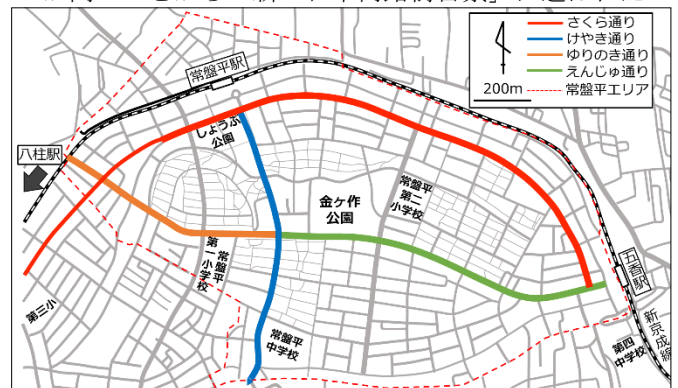 さくら通り
けやき通り
ゆりのき通り
えんじゅ通り
常盤平エリア
200m
常盤平駅
しょうぶ
公園
八柱駅
金ヶ作
公園
常盤平
第二
小学校
常盤平
第一小学校
第三小
常盤平
中学校
五香駅
新京成線
第四
中学校